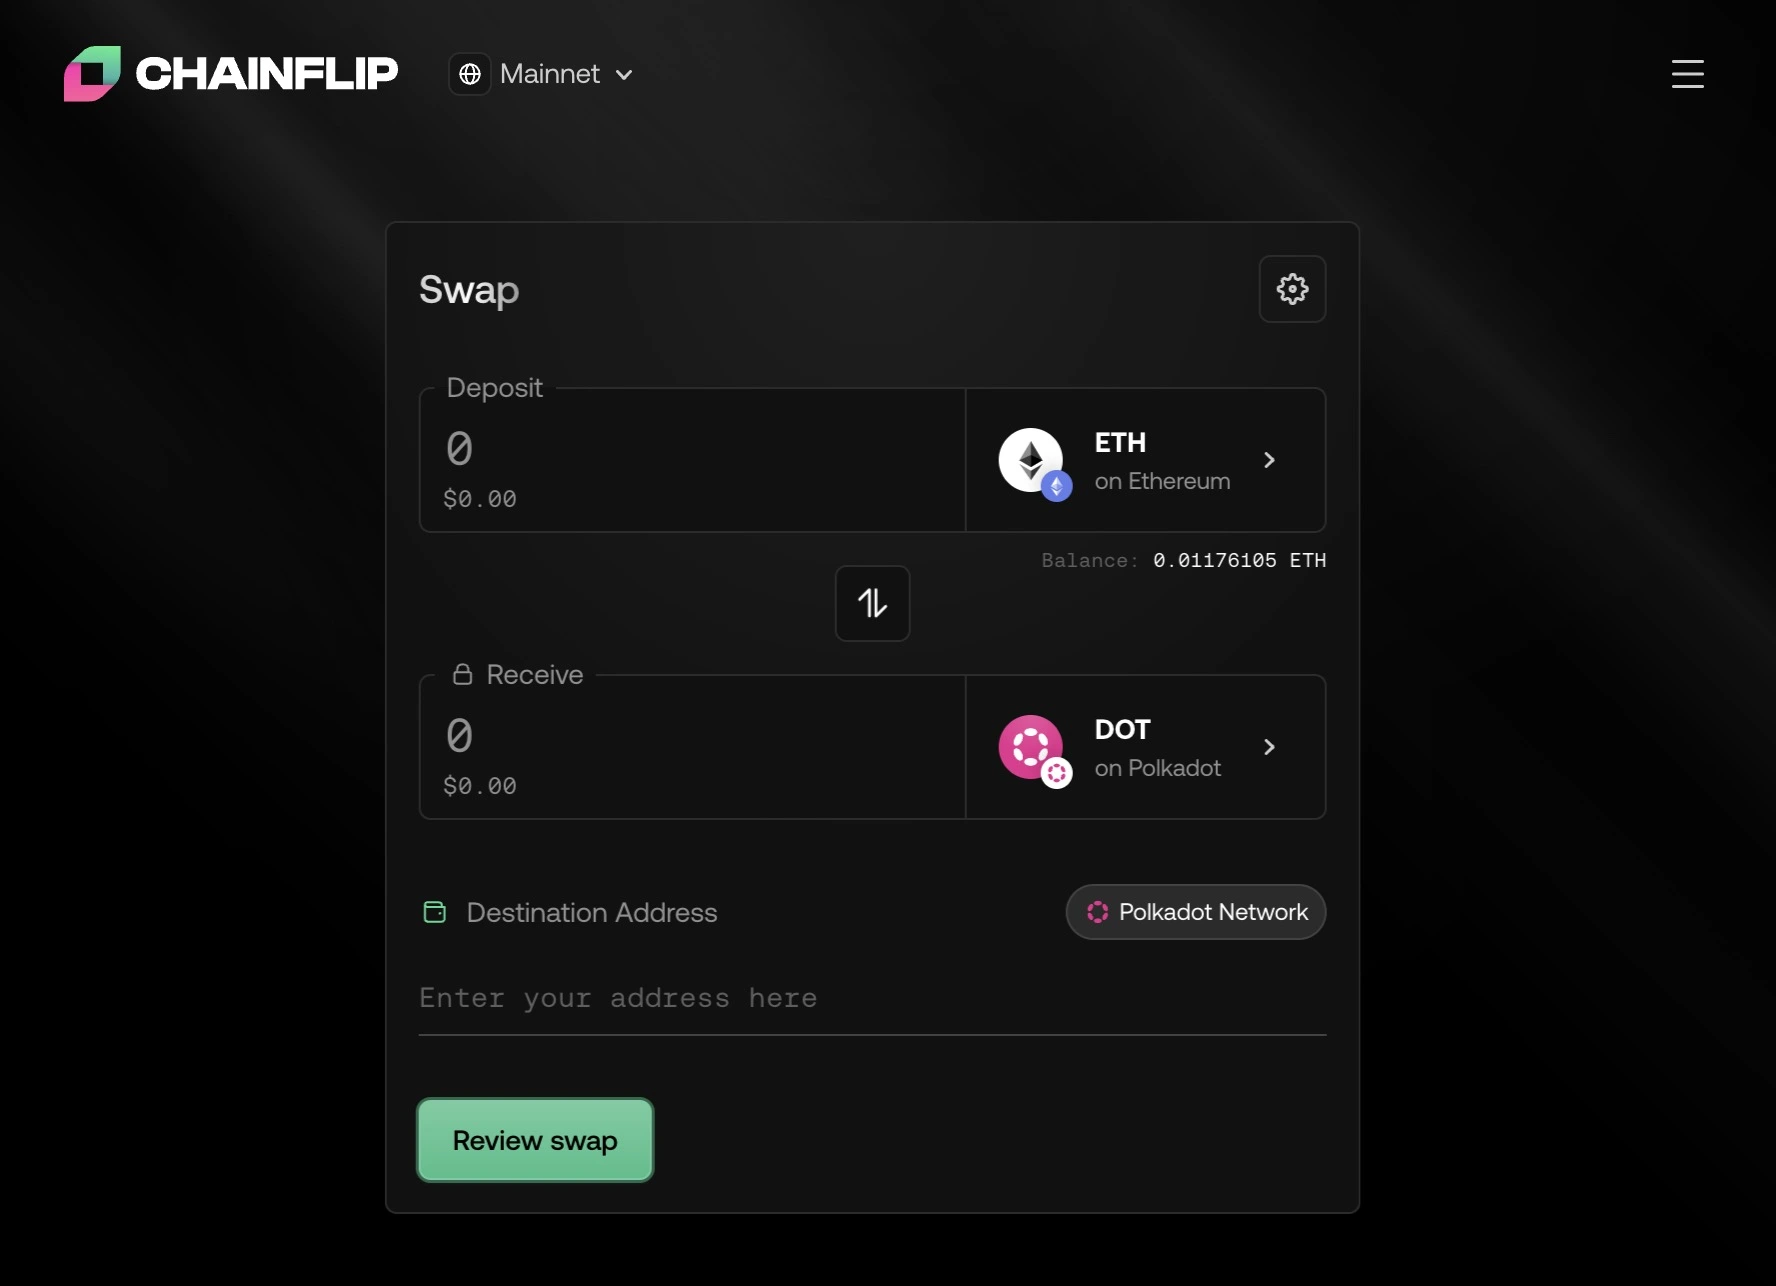 CHAINFLIP
Mainnet
Swap
Deposit
0
$0.00
ETH
on Ethereum
Balance: 0.01176105 ETH
Receive
0
$0.00
DOT
on Polkadot
Destination Address
Polkadot Network
Enter your address here
Review swap